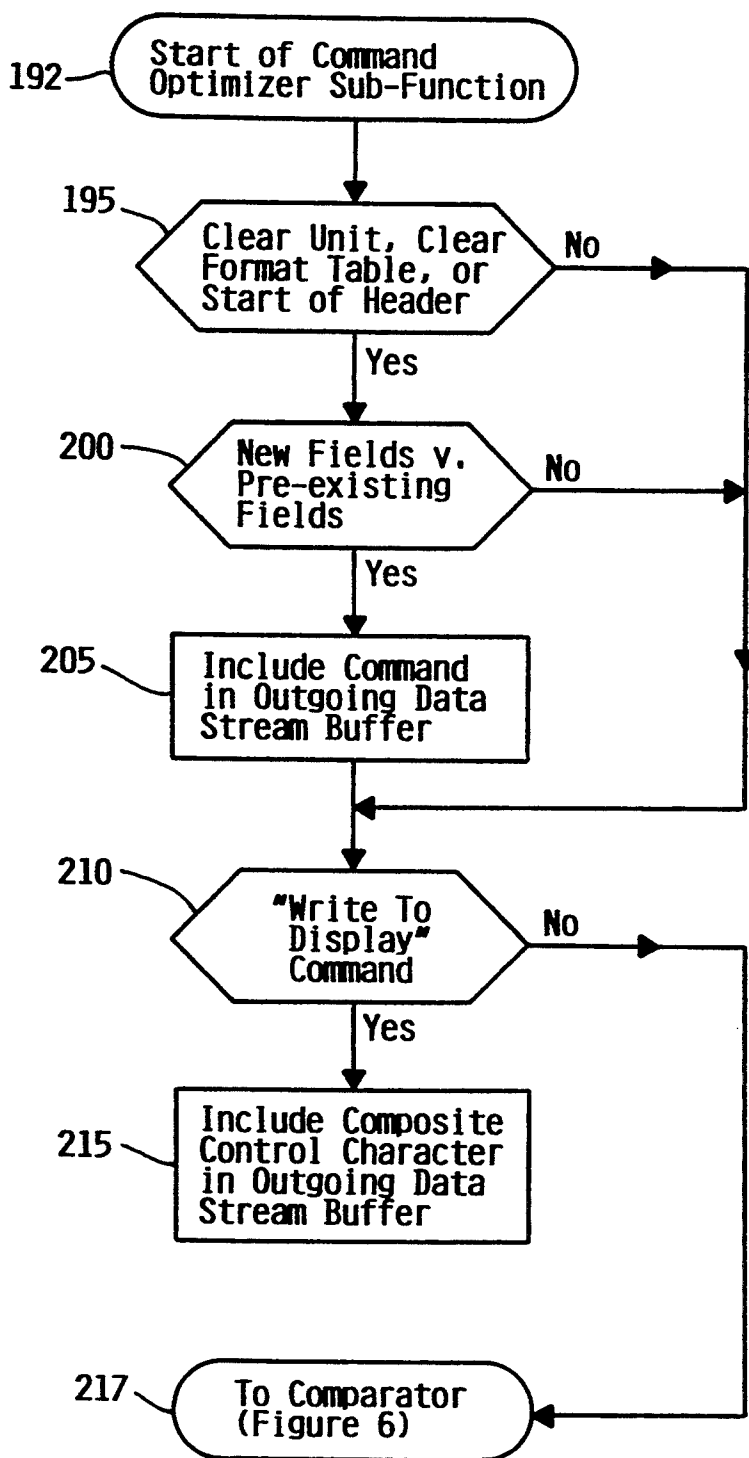 192
Start of Command
Optimizer Sub-Function
195
Clear Unit, Clear
Format Table, or
Start of Header
No
Yes
200
New Fields v.
Pre-existing
Fields
No
Yes
205
Include Command
in Outgoing Data
Stream Buffer
210
"Write To
Display"
Command
No
Yes
215
Include Composite
Control Character
in Outgoing Data
Stream Buffer
217
To Comparator
(Figure 6)